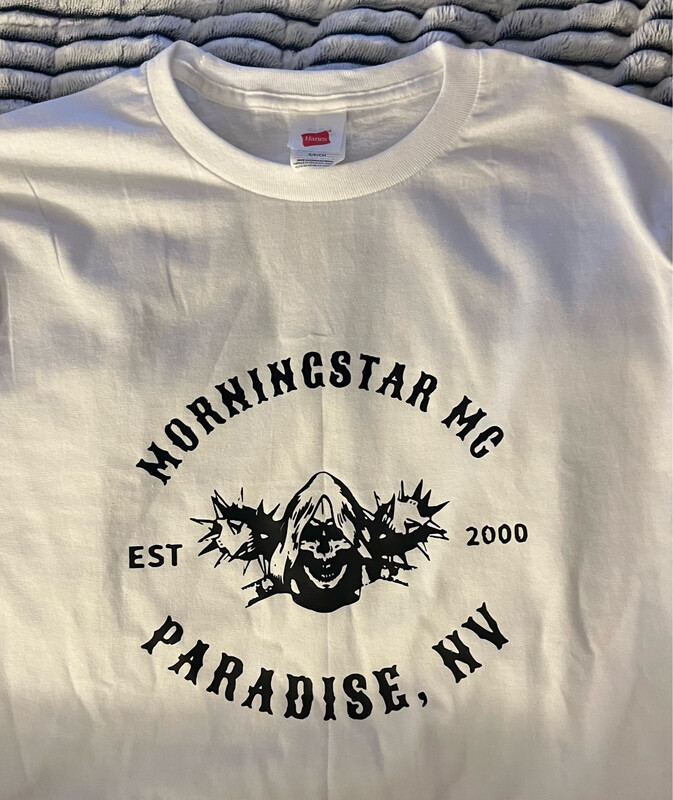 Hanes
MORNINGSTAR MC
EST 2000
PARADISE, NV